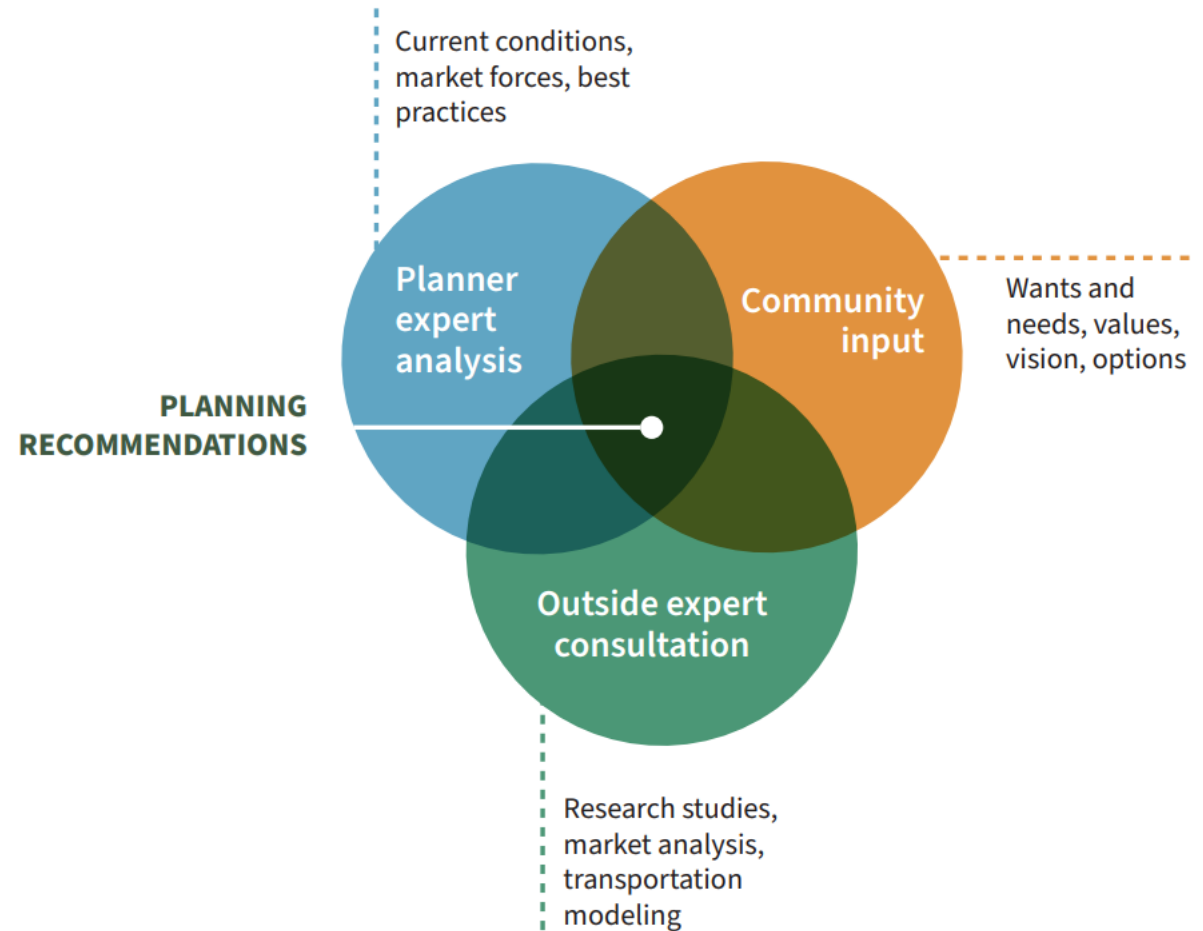 Current conditions,
market forces, best
practices
Planner
expert
analysis
Community
input
Wants and
needs, values,
vision, options
PLANNING
RECOMMENDATIONS
Outside expert
consultation
Research studies,
market analysis,
transportation
modeling